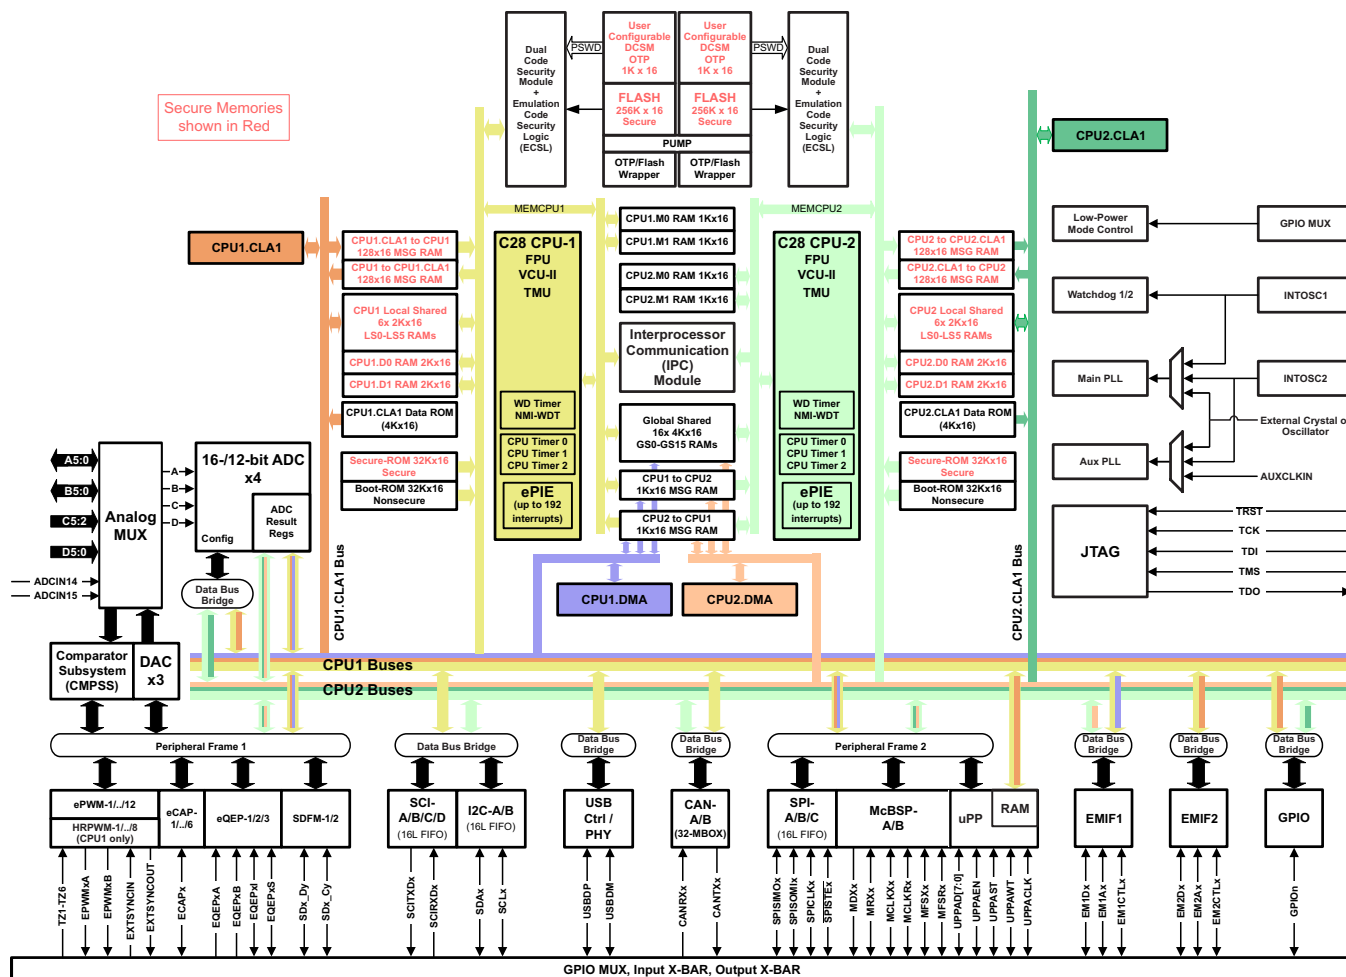 Secure Memories
shown in Red
Dual
Code
Security
Module
+
Emulation
Code
Security
Logic
(ECSL)
PSWD
User
Configurable
DCSM
OTP
1K x 16
User
Configurable
DCSM
OTP
1K x 16
PSWD
FLASH
256K x 16
Secure
FLASH
256K x 16
Secure
PUMP
OTP/Flash
Wrapper
OTP/Flash
Wrapper
Dual
Code
Security
Module
+
Emulation
Code
Security
Logic
(ECSL)
CPU2.CLA1
MEMCPU1
MEMCPU2
CPU1.CLA1
CPU1.CLA1 to CPU1
128x16 MSG RAM
CPU1 to CPU1.CLA1
128x16 MSG RAM
CPU1 Local Shared
6x 2Kx16
LS0-LS5 RAMs
CPU1.D0 RAM 2Kx16
CPU1.D1 RAM 2Kx16
CPU1.CLA1 Data ROM
(4Kx16)
Secure-ROM 32Kx16
Secure
Boot-ROM 32Kx16
Nonsecure
C28 CPU-1
FPU
VCU-II
TMU
WD Timer
NMI-WDT
CPU Timer 0
CPU Timer 1
CPU Timer 2
ePIE
(up to 192
interrupts)
CPU1.M0 RAM 1Kx16
CPU1.M1 RAM 1Kx16
CPU2.M0 RAM 1Kx16
CPU2.M1 RAM 1Kx16
Interprocessor
Communication
(IPC)
Module
Global Shared
16x 4Kx16
GS0-GS15 RAMs
CPU1 to CPU2
1Kx16 MSG RAM
CPU2 to CPU1
1Kx16 MSG RAM
C28 CPU-2
FPU
VCU-II
TMU
WD Timer
NMI-WDT
CPU Timer 0
CPU Timer 1
CPU Timer 2
ePIE
(up to 192
interrupts)
CPU2 to CPU2.CLA1
128x16 MSG RAM
CPU2.CLA1 to CPU2
128x16 MSG RAM
CPU2 Local Shared
6x 2Kx16
LS0-LS5 RAMs
CPU2.D0 RAM 2Kx16
CPU2.D1 RAM 2Kx16
CPU2.CLA1 Data ROM
(4Kx16)
Secure-ROM 32Kx16
Secure
Boot-ROM 32Kx16
Nonsecure
Low-Power
Mode Control
GPIO MUX
Watchdog 1/2
INTOSC1
Main PLL
INTOSC2
External Crystal o
Oscillator
Aux PLL
AUXCLKIN
JTAG
TRST
TCK
TDI
TMS
TDO
A5:0
B5:0
C5:2
D5:0
ADCIN14
ADCIN15
Analog
MUX
A
B
C
D
16-/12-bit ADC
x4
ADC
Result
Regs
Config
Data Bus
Bridge
CPU1.CLA1 Bus
CPU2.CLA1 Bus
CPU1.DMA
CPU2.DMA
Comparator
Subsystem
(CMPSS)
DAC
x3
CPU1 Buses
CPU2 Buses
Peripheral Frame 1
Data Bus Bridge
Data Bus
Bridge
Data Bus
Bridge
Peripheral Frame 2
Data Bus
Bridge
Data Bus
Bridge
Data Bus
Bridge
ePWM-1/../12
HRPWM-1/../8
(CPU1 only)
eCAP-
1/../6
eQEP-1/2/3
SDFM-1/2
SCI-
A/B/C/D
(16L FIFO)
I2C-A/B
(16L FIFO)
USB
Ctrl /
PHY
CAN-
A/B
(32-MBOX)
SPI-
A/B/C
(16L FIFO)
McBSP-
A/B
uPP
RAM
EMIF1
EMIF2
GPIO
TZ1-TZ6
EPWMxA
EPWMxB
EXTSYNCIN
EXTSYNCOUT
ECAPx
EQEPxA
EQEPxB
EQEPxI
EQEPxS
SDx_Dy
SDx_Cy
SCITXDx
SCIRXDx
SDAx
SCLx
USBDP
USBDM
CANRXx
CANTXx
SPISIMOx
SPISOMIx
SPICLKx
SPISTEx
MDXx
MRXx
MCLKXx
MCLKRx
MFSXx
MFSRx
UPPAD[7:0]
UPPAEN
UPPAST
UPPAWT
UPPACLK
EM1Dx
EM1Ax
EM1CTLx
EM2Dx
EM2Ax
EM2CTLx
GPIOn
GPIO MUX, Input X-BAR, Output X-BAR